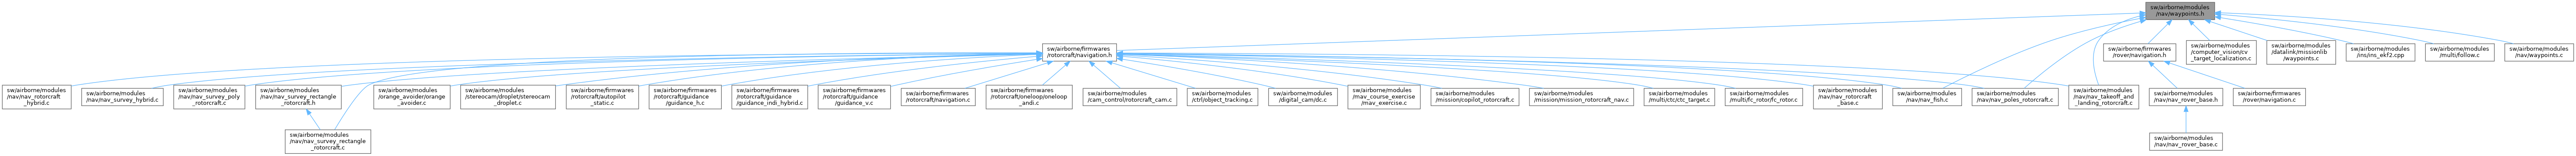 sw/airborne/modules
/nav/waypoints.h
sw/airborne/firmwares
/rotorcraft/navigation.h
sw/airborne/firmwares
/rover/navigation.h
sw/airborne/modules
/computer_vision/cv
_target_localization.c
sw/airborne/modules
/datalink/missionlib
/waypoints.c
sw/airborne/modules
/ins/ins_ekf2.cpp
sw/airborne/modules
/multi/follow.c
sw/airborne/modules
/nav/waypoints.c
sw/airborne/modules
/nav/nav_rotorcraft
_hybrid.c
sw/airborne/modules
/nav/nav_survey_hybrid.c
sw/airborne/modules
/nav/nav_survey_poly
_rotorcraft.c
sw/airborne/modules
/nav/nav_survey_rectangle
_rotorcraft.h
sw/airborne/modules
/orange_avoider/orange
_avoider.c
sw/airborne/modules
/stereocam/droplet/stereocam
_droplet.c
sw/airborne/firmwares
/rotorcraft/autopilot
_static.c
sw/airborne/firmwares
/rotorcraft/guidance
/guidance_h.c
sw/airborne/firmwares
/rotorcraft/guidance
/guidance_indi_hybrid.c
sw/airborne/firmwares
/rotorcraft/guidance
/guidance_v.c
sw/airborne/firmwares
/rotorcraft/navigation.c
sw/airborne/firmwares
/rotorcraft/oneloop/oneloop
_andi.c
sw/airborne/modules
/cam_control/rotorcraft_cam.c
sw/airborne/modules
/ctrl/object_tracking.c
sw/airborne/modules
/digital_cam/dc.c
sw/airborne/modules
/mav_course_exercise
/mav_exercise.c
sw/airborne/modules
/mission/copilot_rotorcraft.c
sw/airborne/modules
/mission/mission_rotorcraft_nav.c
sw/airborne/modules
/multi/ctc/ctc_target.c
sw/airborne/modules
/multi/fc_rotor/fc_rotor.c
sw/airborne/modules
/nav/nav_rotorcraft
_base.c
sw/airborne/modules
/nav/nav_fish.c
sw/airborne/modules
/nav/nav_poles_rotorcraft.c
sw/airborne/modules
/nav/nav_takeoff_and
_landing_rotorcraft.c
sw/airborne/modules
/nav/nav_rover_base.h
sw/airborne/firmwares
/rover/navigation.c
sw/airborne/modules
/nav/nav_survey_rectangle
_rotorcraft.c
sw/airborne/modules
/nav/nav_rover_base.c